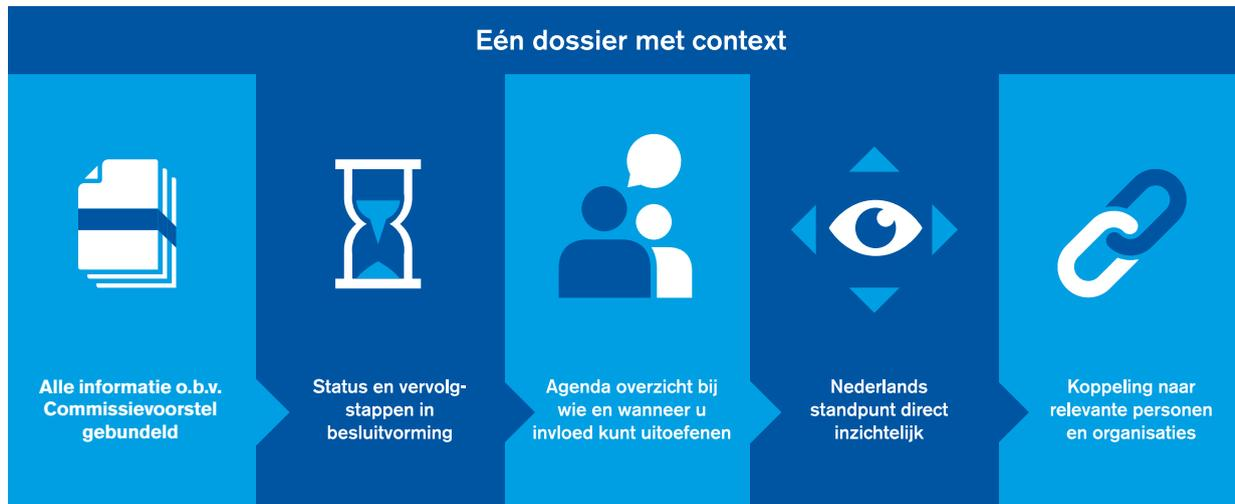 Eén dossier met context
Alle informatie o.b.v.
Commissievoorstel
gebundeld
Status en vervolg-
stappen in
besluitvorming
Agenda overzicht bij
wie en wanneer u
invloed kunt uitoefenen
Nederlands
standpunt direct
inzichtelijk
Koppeling naar
relevante personen
en organisaties